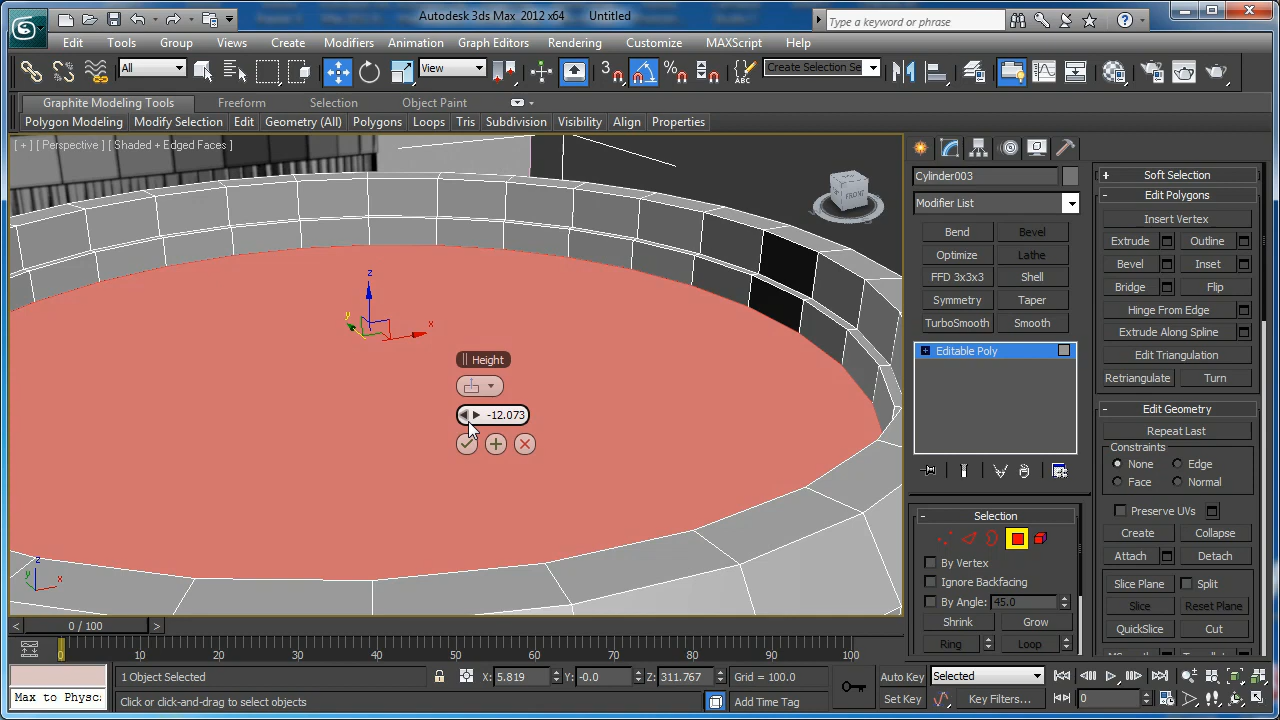 Autodesk 3ds Max 2012 x64 Untitled
Type a keyword or phrase
Edit Tools Group Views Create Modifiers Animation Graph Editors Rendering Customize MAXScript Help
All View 3 Create Selection Se
Graphite Modeling Tools Freeform Selection Object Paint
Polygon Modeling Modify Selection Edit Geometry (All) Polygons Loops Tris Subdivision Visibility Align Properties
[ + ] [ Perspective ] [ Shaded + Edged Faces ]
FRONT
z
y
x
Height
-12.073
z
y
x
Cylinder003
Modifier List
Bend Bevel
Optimize Lathe
FFD 3x3x3 Shell
Symmetry Taper
TurboSmooth Smooth
Editable Poly
Selection
By Vertex
Ignore Backfacing
By Angle: 45.0
Shrink Grow
Ring Loop
Soft Selection
Edit Polygons
Insert Vertex
Extrude Outline
Bevel Inset
Bridge Flip
Hinge From Edge
Extrude Along Spline
Edit Triangulation
Retriangulate Turn
Edit Geometry
Repeat Last
Constraints
None Edge
Face Normal
Preserve UVs
Create Collapse
Attach Detach
Slice Plane Split
Slice Reset Plane
QuickSlice Cut
0 / 100
0 10 20 30 40 50 60 70 80 90 100
1 Object Selected X: 5.819 Y: -0.0 Z: 311.767 Grid = 100.0 Auto Key Selected
Max to Physc Click or click-and-drag to select objects Add Time Tag Set Key Key Filters... 0